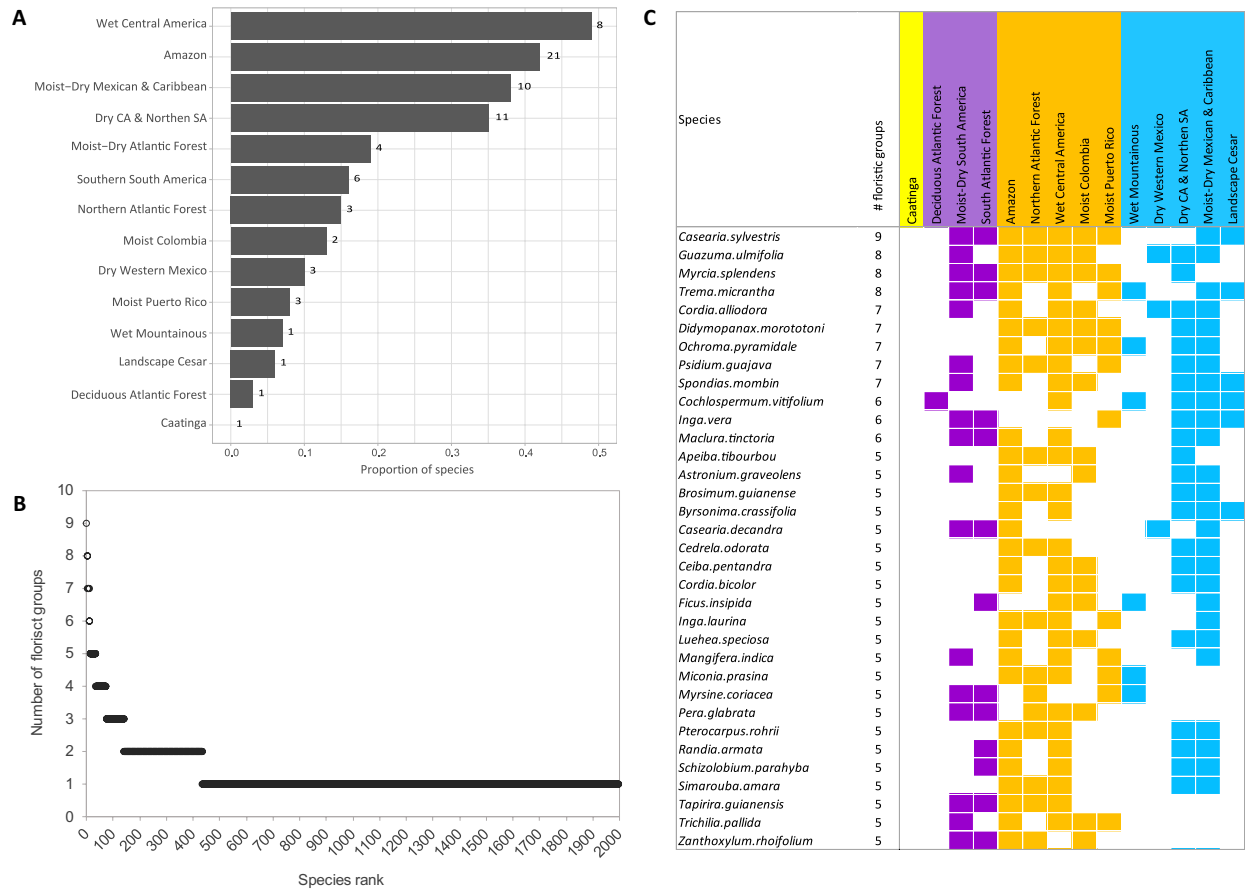 A
Wet Central America
8
Amazon
21
Moist–Dry Mexican & Caribbean
10
Dry CA & Northen SA
11
Moist–Dry Atlantic Forest
4
Southern South America
6
Northern Atlantic Forest
3
Moist Colombia
2
Dry Western Mexico
3
Moist Puerto Rico
3
Wet Mountainous
1
Landscape Cesar
1
Deciduous Atlantic Forest
1
Caatinga
1
0.0 0.1 0.2 0.3 0.4 0.5
Proportion of species
B
Number of florisct groups
10
9
8
7
6
5
4
3
2
1
0
0 100 200 300 400 500 600 700 800 900 1000 1100 1200 1300 1400 1500 1600 1700 1800 1900 2000
Species rank
C
Species
# floristic groups
Caatinga
Deciduous Atlantic Forest
Moist-Dry South America
South Atlantic Forest
Amazon
Northern Atlantic Forest
Wet Central America
Moist Colombia
Moist Puerto Rico
Wet Mountainous
Dry Western Mexico
Dry CA & Northen SA
Moist-Dry Mexican & Caribbean
Landscape Cesar
Casearia.sylvestris 9
Guazuma.ulmifolia 8
Myrcia.splendens 8
Trema.micrantha 8
Cordia.alliodora 7
Didymopanax.morototoni 7
Ochroma.pyramidale 7
Psidium.guajava 7
Spondias.mombin 7
Cochlospermum.vitifolium 6
Inga.vera 6
Maclura.tinctoria 6
Apeiba.tibourbou 5
Astronium.graveolens 5
Brosimum.guianense 5
Byrsonima.crassifolia 5
Casearia.decandra 5
Cedrela.odorata 5
Ceiba.pentandra 5
Cordia.bicolor 5
Ficus.insipida 5
Inga.laurina 5
Luehea.speciosa 5
Mangifera.indica 5
Miconia.prasina 5
Myrsine.coriacea 5
Pera.glabrata 5
Pterocarpus.rohrii 5
Randia.armata 5
Schizolobium.parahyba 5
Simarouba.amara 5
Tapirira.guianensis 5
Trichilia.pallida 5
Zanthoxylum.rhoifolium 5